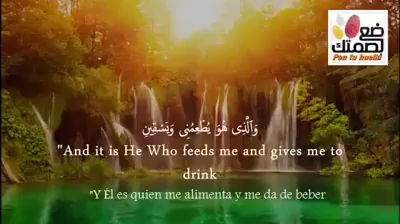 ضع
بصمتك
Pon tu huella
وَٱلَّذِى هُوَ يُطْعِمُنِى وَيَسْقِينِ
"And it is He Who feeds me and gives me to
drink
"Y Él es quien me alimenta y me da de beber